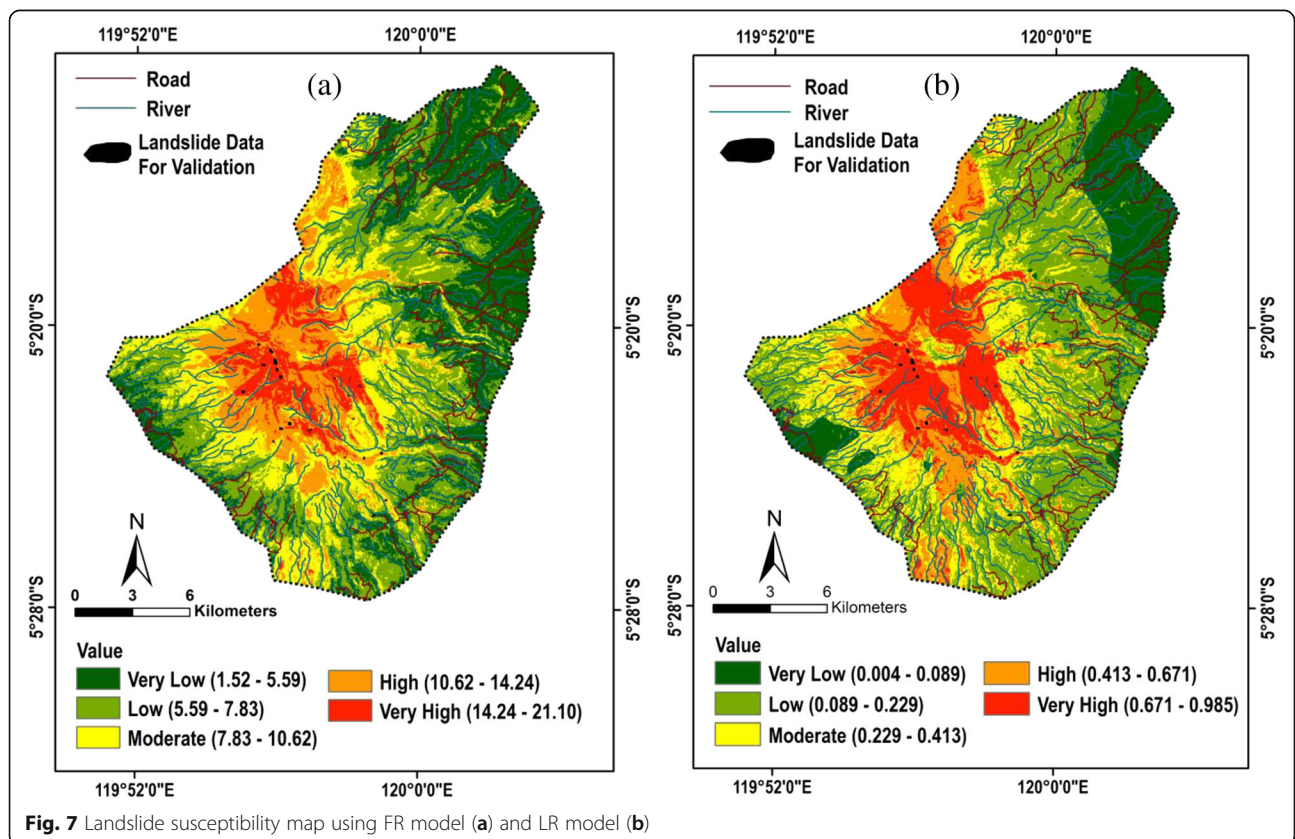 119°52'0"E 120°0'0"E
(a)
Road
River
Landslide Data
For Validation
5°20'0"S
5°28'0"S
N
0 3 6
Kilometers
Value
Very Low (1.52 - 5.59)
Low (5.59 - 7.83)
Moderate (7.83 - 10.62)
High (10.62 - 14.24)
Very High (14.24 - 21.10)
119°52'0"E 120°0'0"E
119°52'0"E 120°0'0"E
(b)
Road
River
Landslide Data
For Validation
5°20'0"S 5°20'0"S
5°28'0"S 5°28'0"S
N
0 3 6
Kilometers
Value
Very Low (0.004 - 0.089)
Low (0.089 - 0.229)
Moderate (0.229 - 0.413)
High (0.413 - 0.671)
Very High (0.671 - 0.985)
119°52'0"E 120°0'0"E
Fig. 7 Landslide susceptibility map using FR model (a) and LR model (b)